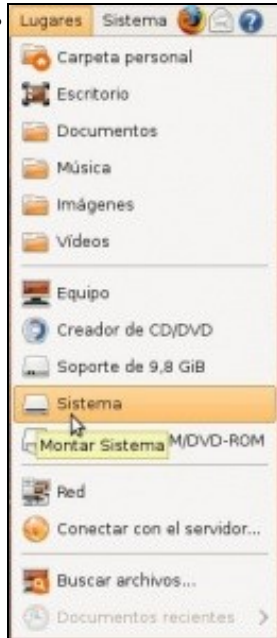 Lugares Sistema
Carpeta personal
Escritorio
Documentos
Música
Imágenes
Vídeos
Equipo
Creador de CD/DVD
Soporte de 9,8 GiB
Sistema
Montar Sistema M/DVD-ROM
Red
Conectar con el servidor...
Buscar archivos...
Documentos recientes